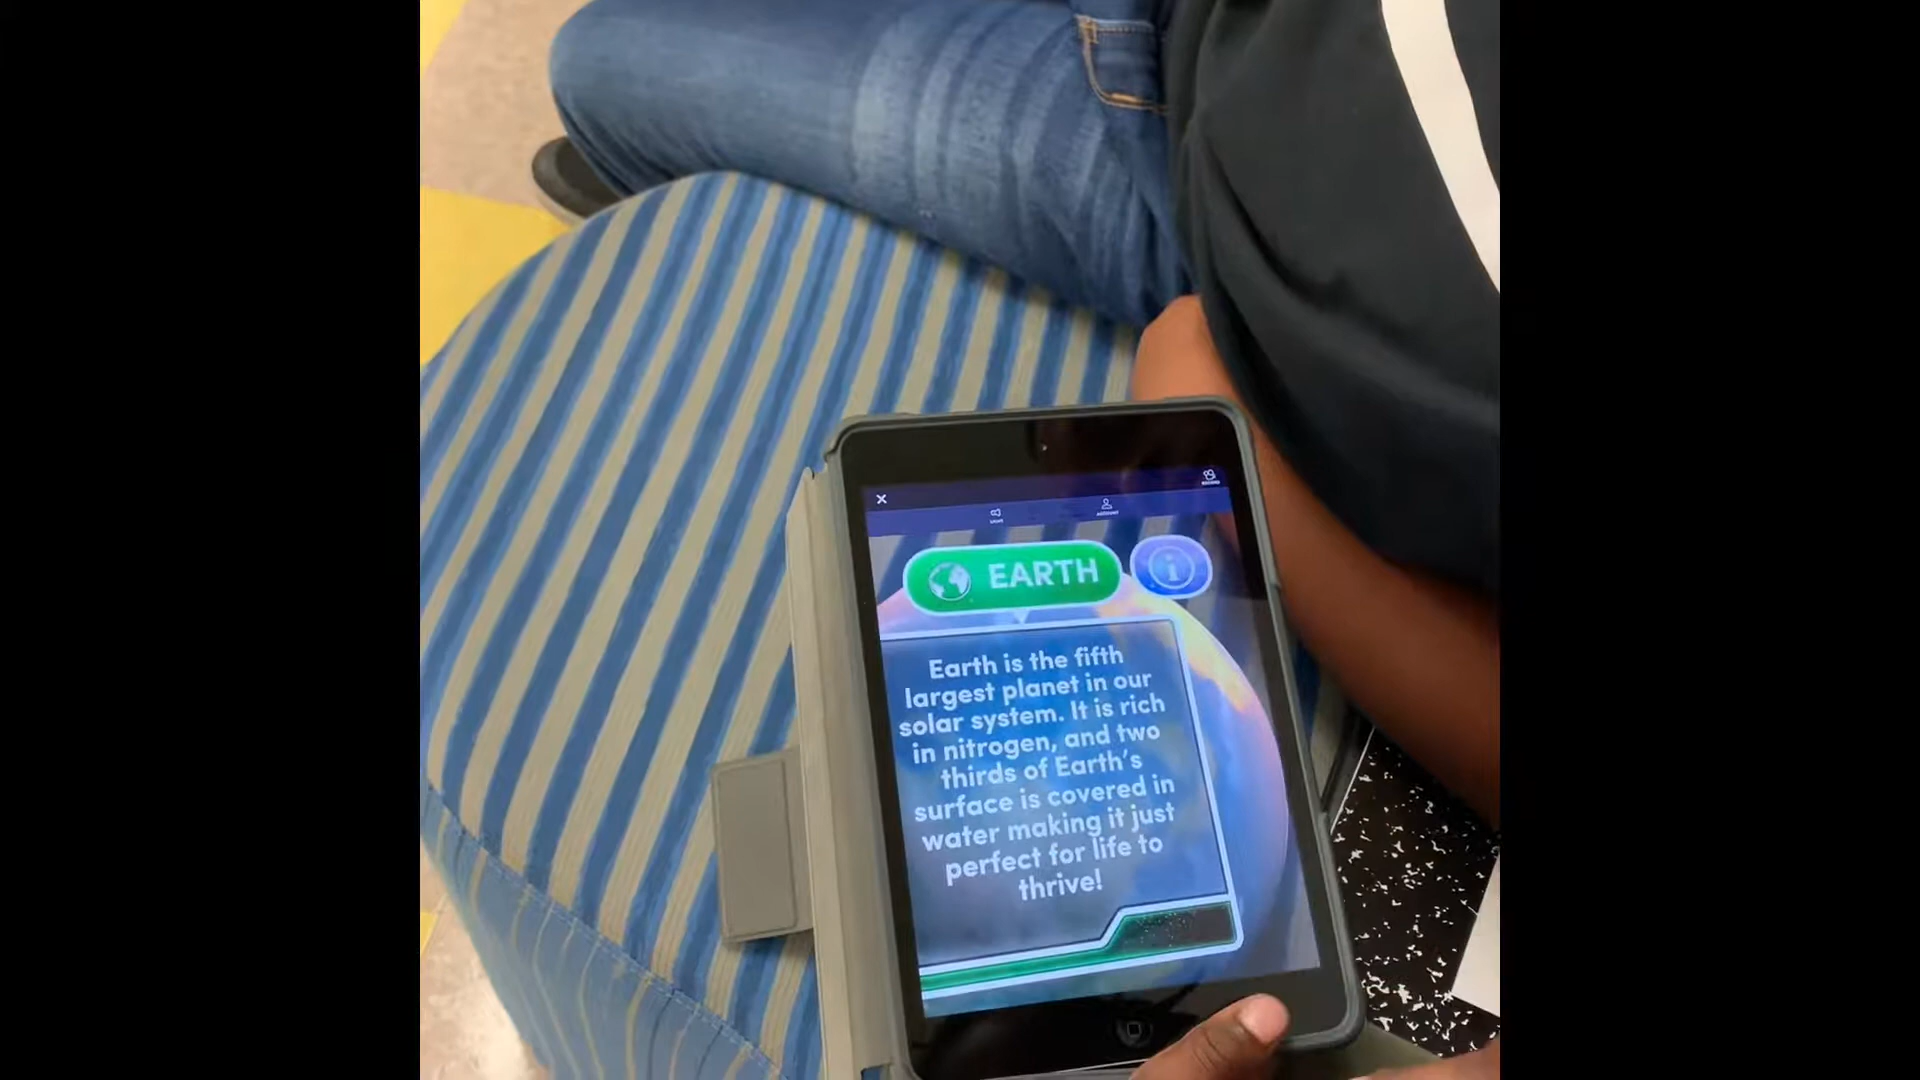 EARTH
Earth is the fifth
largest planet in our
solar system. It is rich
in nitrogen, and two
thirds of Earth's
surface is covered in
water making it just
perfect for life to
thrive!